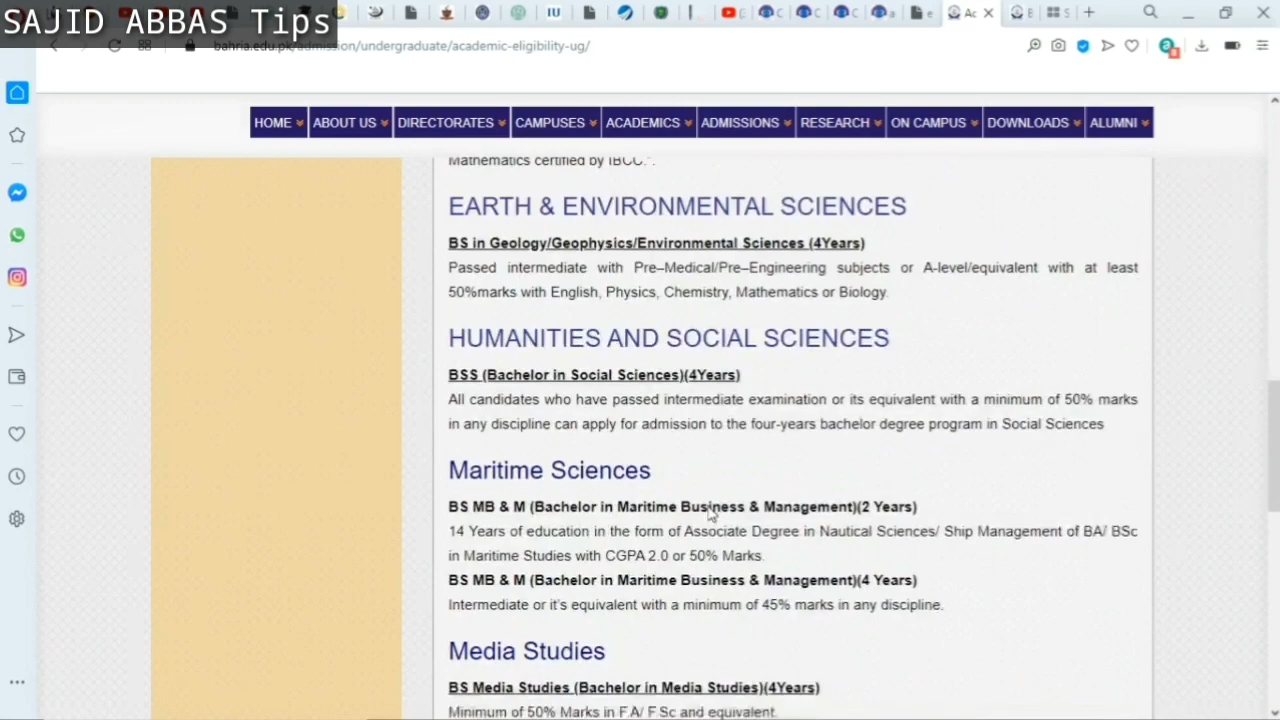 SAJID ABBAS Tips
bahria.edu.pk/admission/undergraduate/academic-eligibility-ug/
HOME ABOUT US DIRECTORATES CAMPUSES ACADEMICS ADMISSIONS RESEARCH ON CAMPUS DOWNLOADS ALUMNI
Mathematics certified by IBCC.".
EARTH & ENVIRONMENTAL SCIENCES
BS in Geology/Geophysics/Environmental Sciences (4Years)
Passed intermediate with Pre–Medical/Pre–Engineering subjects or A-level/equivalent with at least
50%marks with English, Physics, Chemistry, Mathematics or Biology.
HUMANITIES AND SOCIAL SCIENCES
BSS (Bachelor in Social Sciences)(4Years)
All candidates who have passed intermediate examination or its equivalent with a minimum of 50% marks
in any discipline can apply for admission to the four-years bachelor degree program in Social Sciences
Maritime Sciences
BS MB & M (Bachelor in Maritime Business & Management)(2 Years)
14 Years of education in the form of Associate Degree in Nautical Sciences/ Ship Management of BA/ BSc
in Maritime Studies with CGPA 2.0 or 50% Marks.
BS MB & M (Bachelor in Maritime Business & Management)(4 Years)
Intermediate or it's equivalent with a minimum of 45% marks in any discipline.
Media Studies
BS Media Studies (Bachelor in Media Studies)(4Years)
Minimum of 50% Marks in F.A/ F.Sc and equivalent.